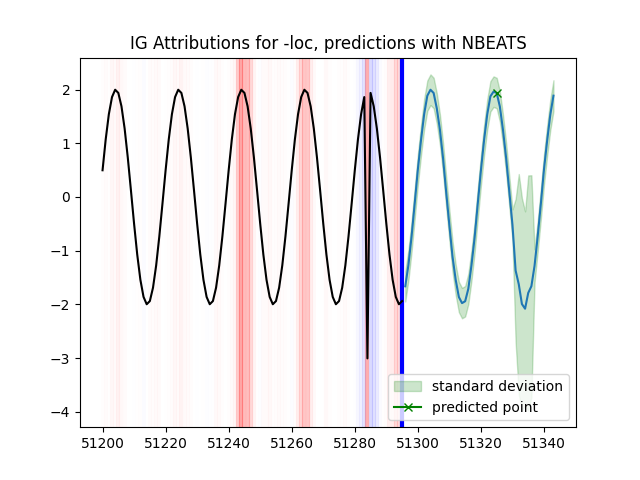 IG Attributions for -loc, predictions with NBEATS
2
1
0
−1
−2
−3
−4
standard deviation
predicted point
51200 51220 51240 51260 51280 51300 51320 51340